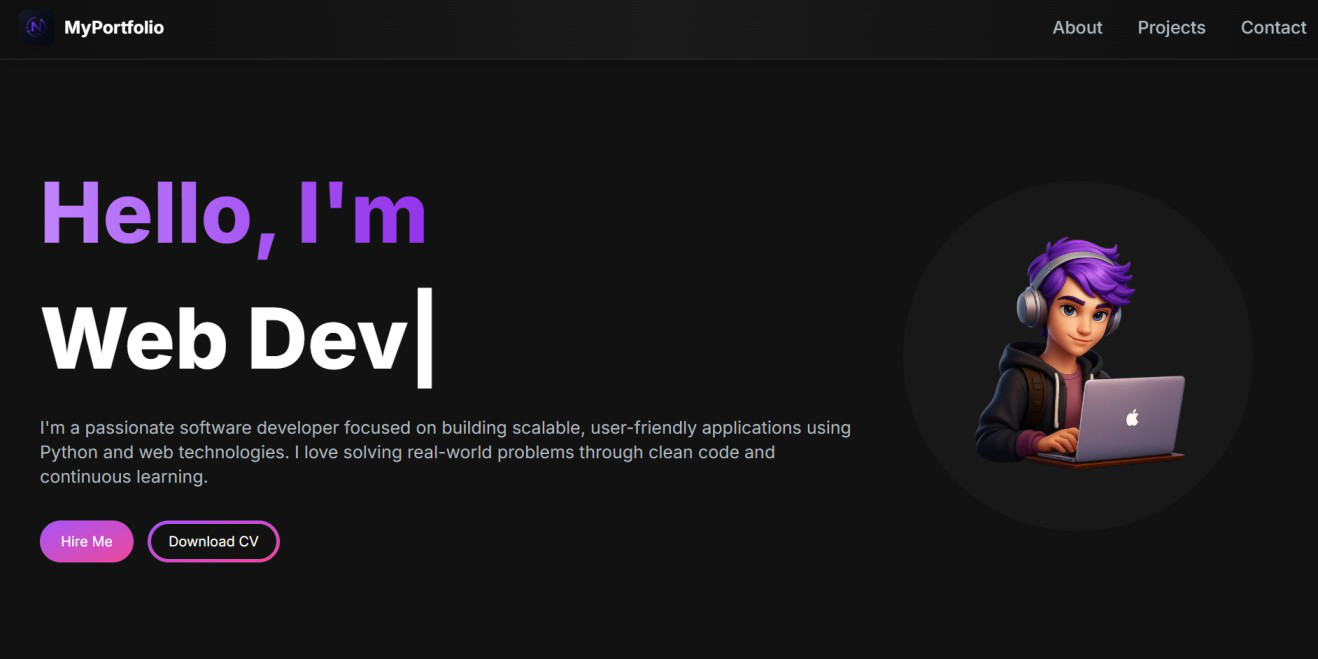 MyPortfolio
About Projects Contact
Hello, I'm
Web Dev|
I'm a passionate software developer focused on building scalable, user-friendly applications using
Python and web technologies. I love solving real-world problems through clean code and
continuous learning.
Hire Me Download CV